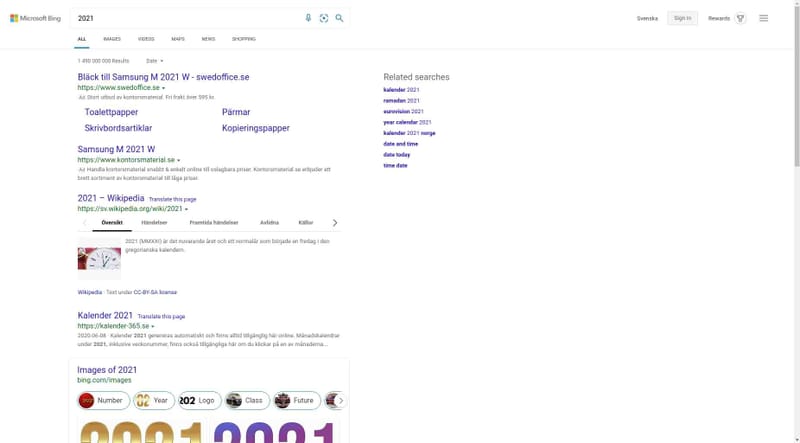 Microsoft Bing
2021
Svenska
Sign in
Rewards
ALL
IMAGES
VIDEOS
MAPS
NEWS
SHOPPING
1 490 000 000 Results
Date
Bläck till Samsung M 2021 W - swedoffice.se
https://www.swedoffice.se
Ad Stort utbud av kontorsmaterial. Fri frakt över 595 kr.
Toalettpapper
Pärmar
Skrivbordsartiklar
Kopieringspapper
Samsung M 2021 W
https://www.kontorsmaterial.se
Ad Handla kontorsmaterial snabbt & enkelt online till oslagbara priser. Kontorsmaterial.se erbjuder ett
brett sortiment av kontorsmaterial till låga priser.
2021 – Wikipedia Translate this page
https://sv.wikipedia.org/wiki/2021
Översikt
Händelser
Framtida händelser
Avlidna
Källor
2021 (MMXXI) är det nuvarande året och ett normalår som började en fredag i den
gregorianska kalendern.
Wikipedia · Text under CC-BY-SA license
Kalender 2021 Translate this page
https://kalender-365.se
2020-06-08 · Kalender 2021 genereras automatiskt och finns alltid tillgänglig här online. Månadskalendrar
under 2021, inklusive veckonummer, finns också tillgängliga här om du klickar på en av månaderna...
Images of 2021
bing.com/images
Number
Year
Logo
Class
Future
2021
2021
Related searches
kalender 2021
ramadan 2021
eurovision 2021
year calendar 2021
kalender 2021 norge
date and time
date today
time date